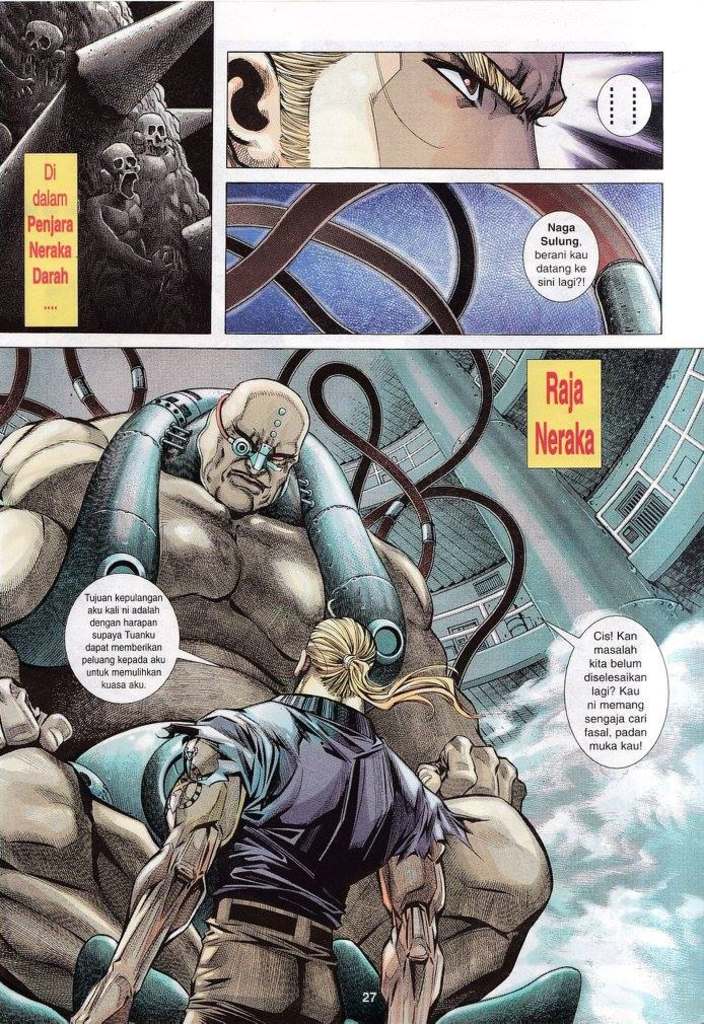 Di
dalam
Penjara
Neraka
Darah
....
Naga
Sulung,
berani kau
datang ke
sini lagi?!
Raja
Neraka
Tujuan kepulangan
aku kali ni adalah
dengan harapan
supaya Tuanku
dapat memberikan
peluang kepada aku
untuk memulihkan
kuasa aku.
Cis! Kan
masalah
kita belum
diselesaikan
lagi? Kau
ni memang
sengaja cari
fasal, padan
muka kau!
27